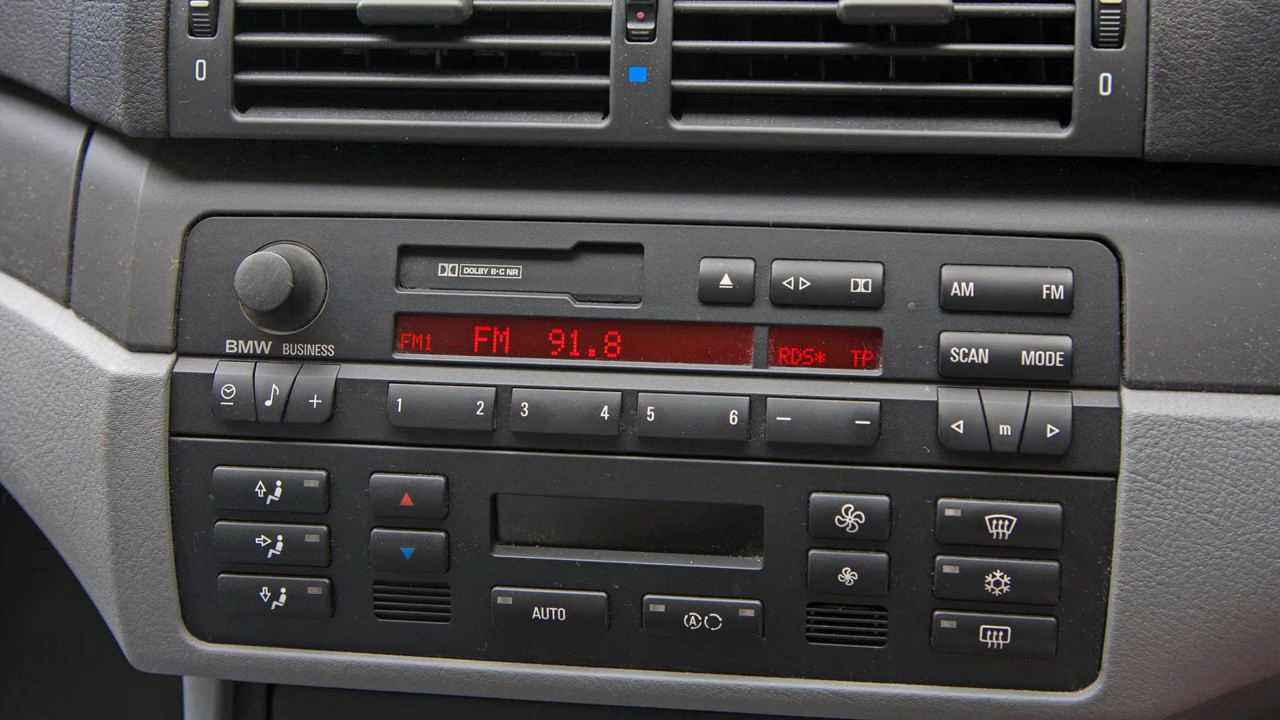 0
0
DOLBY B·C NR
AM FM
FM1 FM 91.8 RDS* TP
BMW BUSINESS
SCAN MODE
+
1 2 3 4 5 6 — —
m
AUTO
A